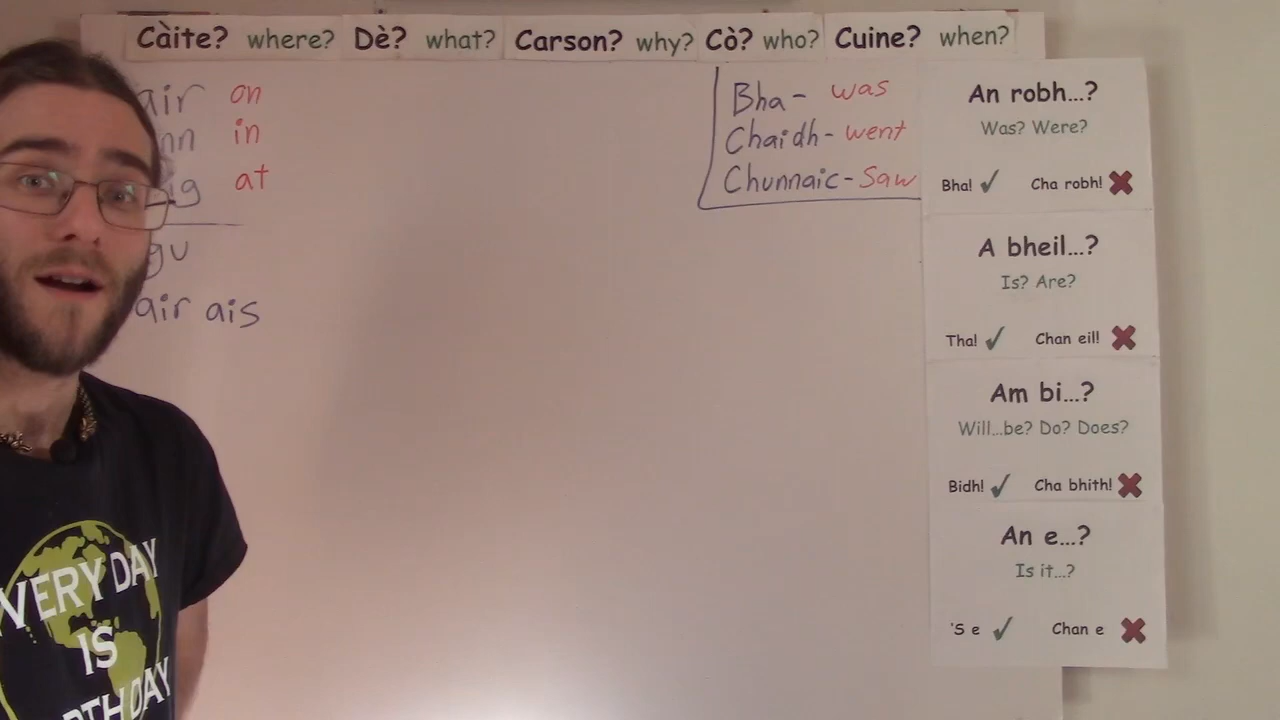 Càite? where? Dè? what? Carson? why? Cò? who? Cuine? when?
air on
in
at
gu
air ais
Bha - was
Chaidh - went
Chunnaic - Saw
An robh...?
Was? Were?
Bha! ✓ Cha robh! ✗
A bheil...?
Is? Are?
Tha! ✓ Chan eil! ✗
Am bi...?
Will...be? Do? Does?
Bidh! ✓ Cha bhith! ✗
An e...?
Is it...?
'S e ✓ Chan e ✗
VERY DAY
IS